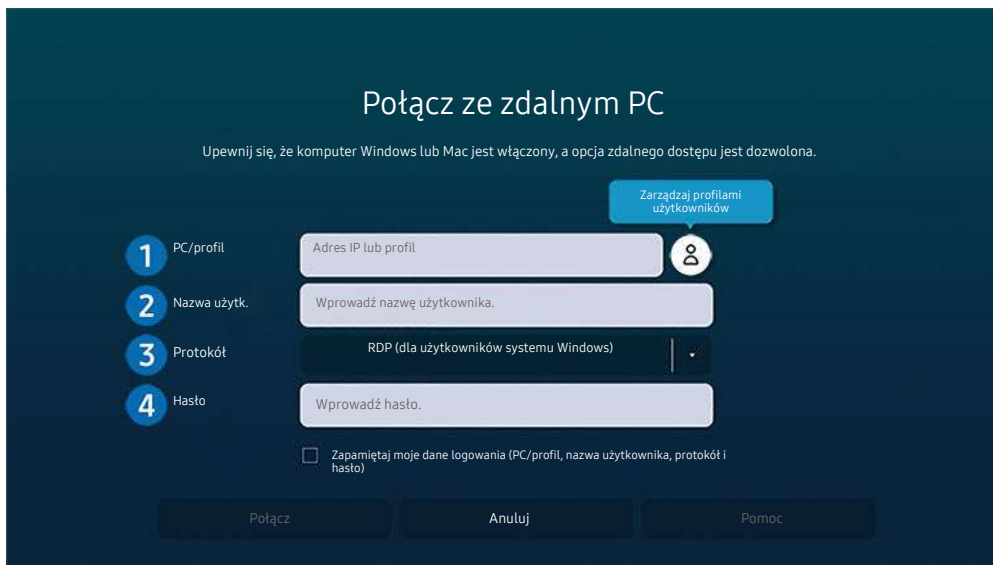 Połącz ze zdalnym PC
Upewnij się, że komputer Windows lub Mac jest włączony, a opcja zdalnego dostępu jest dozwolona.
Zarządzaj profilami
użytkowników
1 PC/profil Adres IP lub profil
2 Nazwa użytk. Wprowadź nazwę użytkownika.
3 Protokół RDP (dla użytkowników systemu Windows)
4 Hasło Wprowadź hasło.
Zapamiętaj moje dane logowania (PC/profil, nazwa użytkownika, protokół i
hasło)
Połącz Anuluj Pomoc